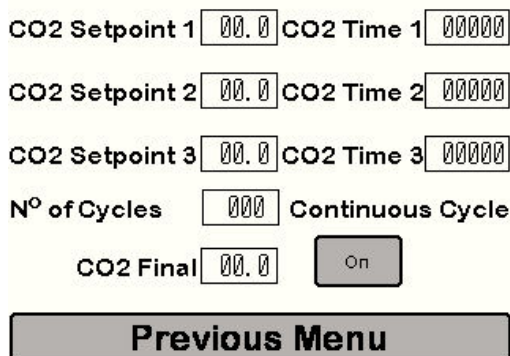 CO2 Setpoint 1 00.0 CO2 Time 1 00000
CO2 Setpoint 2 00.0 CO2 Time 2 00000
CO2 Setpoint 3 00.0 CO2 Time 3 00000
Nº of Cycles 000 Continuous Cycle
CO2 Final 00.0 On
Previous Menu